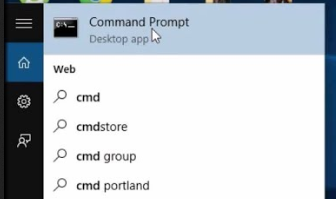 Command Prompt
Desktop app
Web
cmd
cmdstore
cmd group
cmd portland